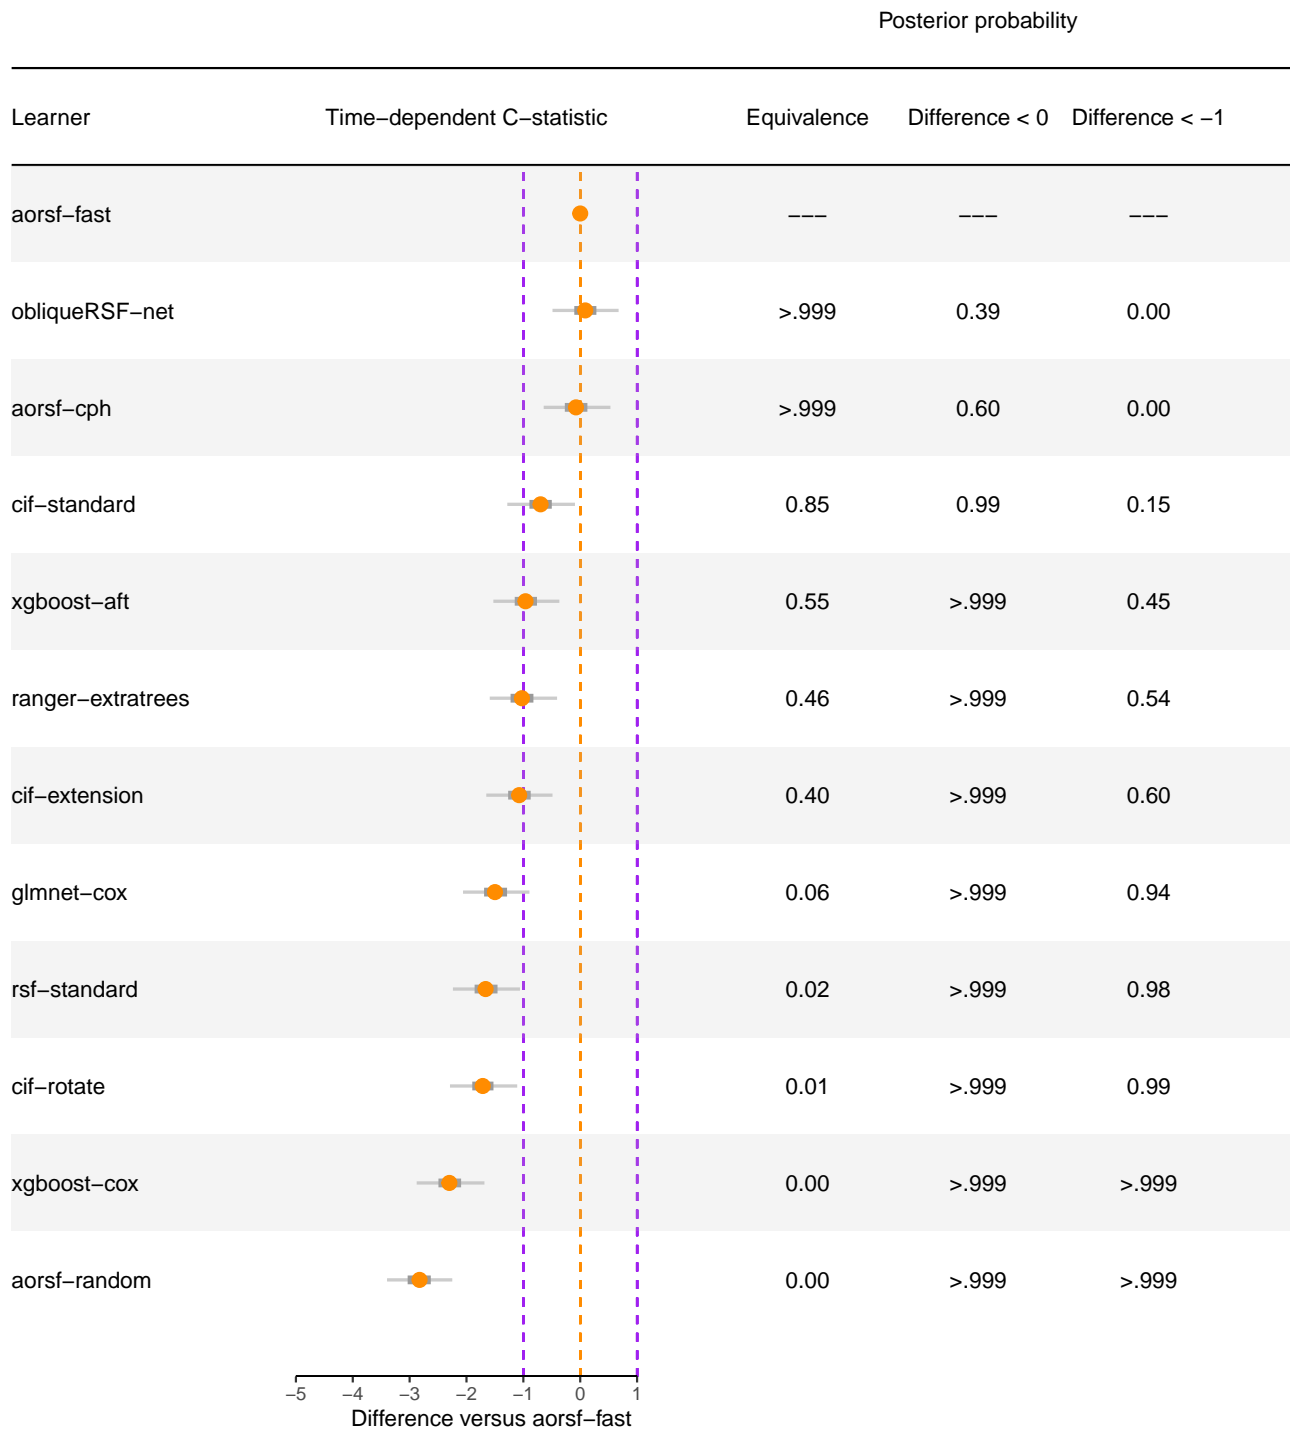 Posterior probability
Learner Time−dependent C−statistic Equivalence Difference < 0 Difference < −1
aorsf−fast −−− −−− −−−
obliqueRSF−net >.999 0.39 0.00
aorsf−cph >.999 0.60 0.00
cif−standard 0.85 0.99 0.15
xgboost−aft 0.55 >.999 0.45
ranger−extratrees 0.46 >.999 0.54
cif−extension 0.40 >.999 0.60
glmnet−cox 0.06 >.999 0.94
rsf−standard 0.02 >.999 0.98
cif−rotate 0.01 >.999 0.99
xgboost−cox 0.00 >.999 >.999
aorsf−random 0.00 >.999 >.999
−5 −4 −3 −2 −1 0 1
Difference versus aorsf−fast